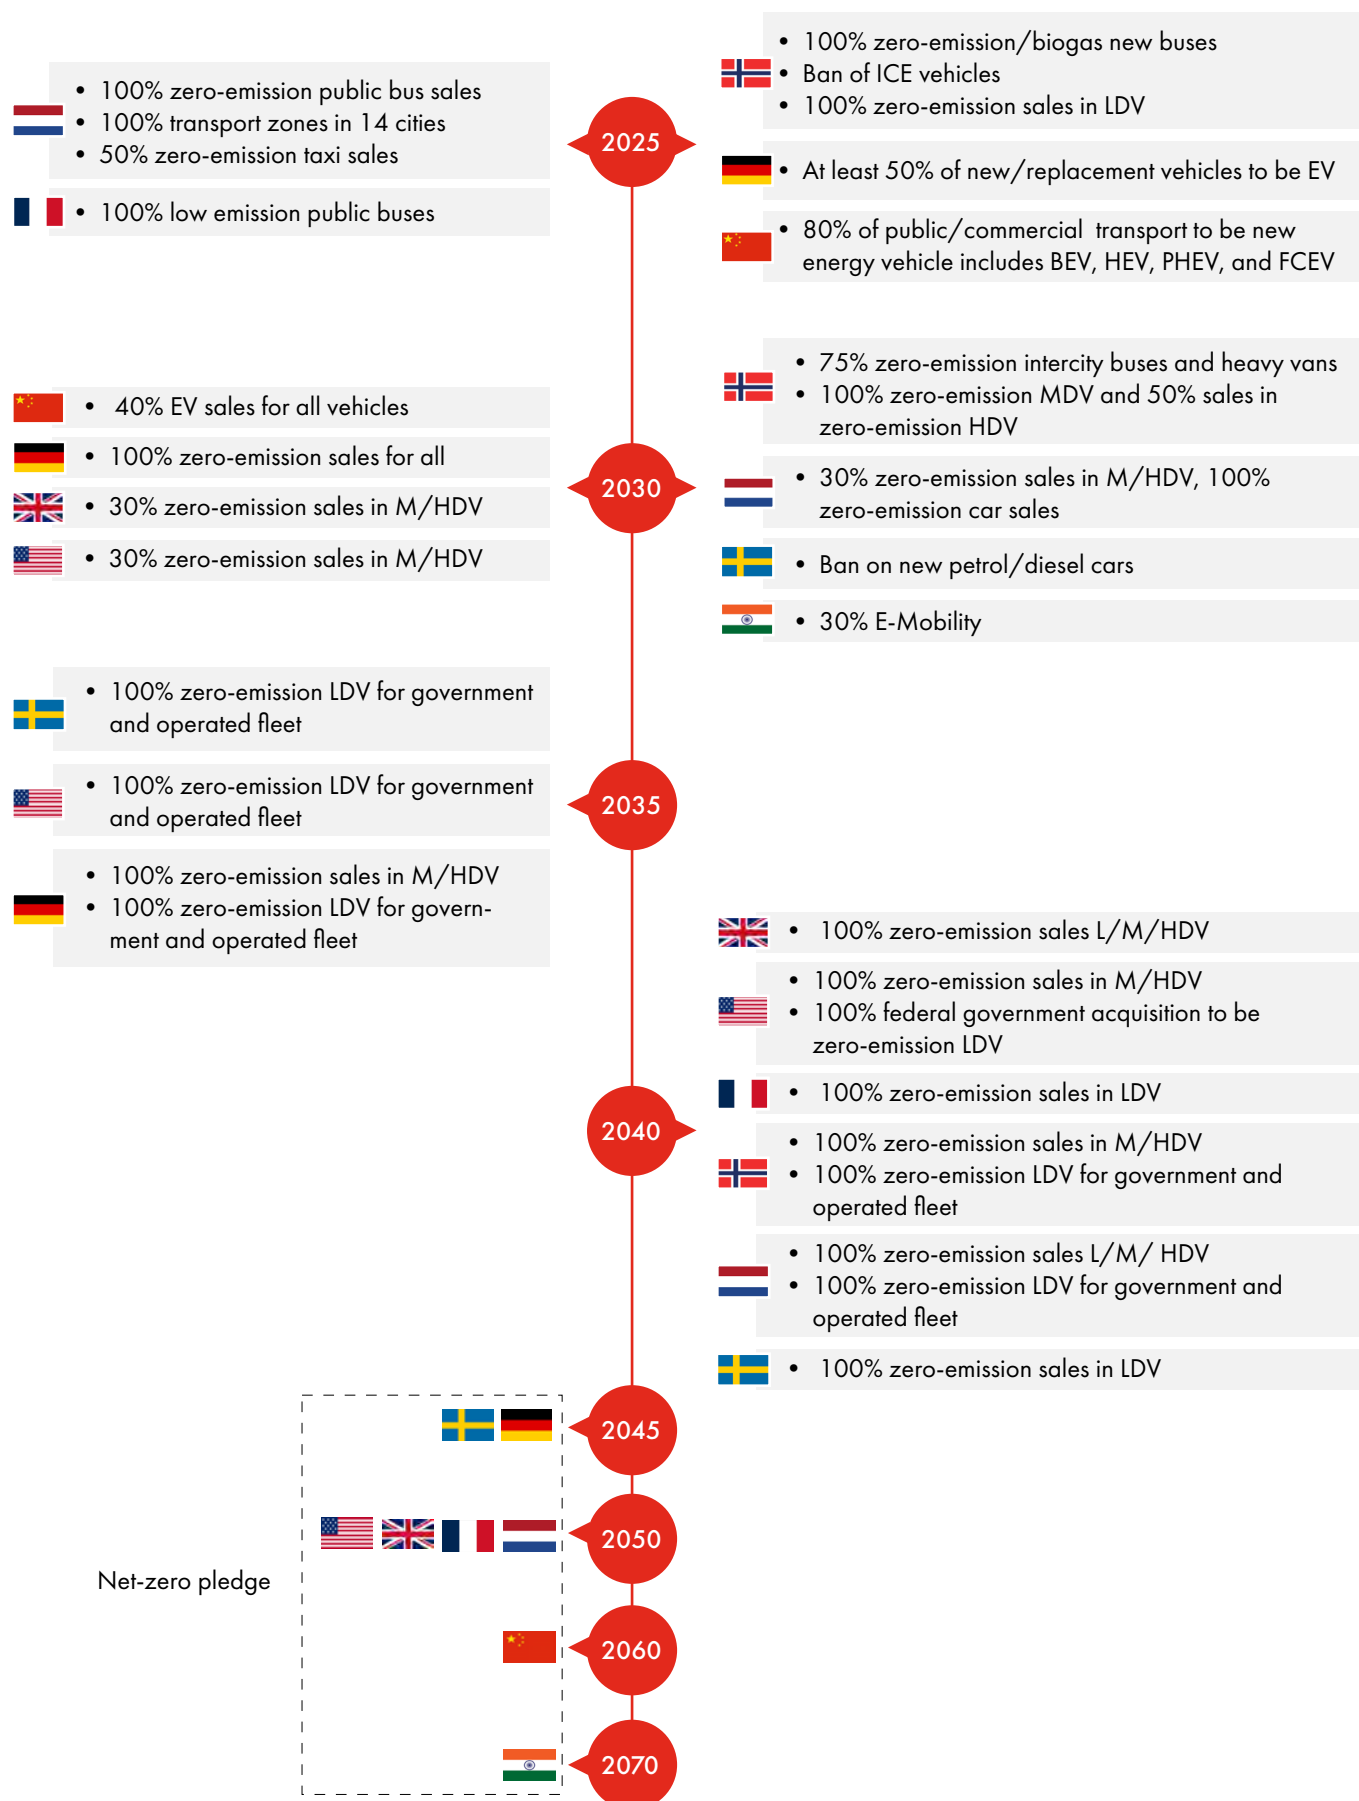 2025
• 100% zero-emission public bus sales
• 100% transport zones in 14 cities
• 50% zero-emission taxi sales
• 100% low emission public buses
• 100% zero-emission/biogas new buses
• Ban of ICE vehicles
• 100% zero-emission sales in LDV
• At least 50% of new/replacement vehicles to be EV
• 80% of public/commercial transport to be new
energy vehicle includes BEV, HEV, PHEV, and FCEV
2030
• 40% EV sales for all vehicles
• 100% zero-emission sales for all
• 30% zero-emission sales in M/HDV
• 30% zero-emission sales in M/HDV
• 75% zero-emission intercity buses and heavy vans
• 100% zero-emission MDV and 50% sales in
zero-emission HDV
• 30% zero-emission sales in M/HDV, 100%
zero-emission car sales
• Ban on new petrol/diesel cars
• 30% E-Mobility
2035
• 100% zero-emission LDV for government
and operated fleet
• 100% zero-emission LDV for government
and operated fleet
• 100% zero-emission sales in M/HDV
• 100% zero-emission LDV for govern-
ment and operated fleet
2040
• 100% zero-emission sales L/M/HDV
• 100% zero-emission sales in M/HDV
• 100% federal government acquisition to be
zero-emission LDV
• 100% zero-emission sales in LDV
• 100% zero-emission sales in M/HDV
• 100% zero-emission LDV for government and
operated fleet
• 100% zero-emission sales L/M/ HDV
• 100% zero-emission LDV for government and
operated fleet
• 100% zero-emission sales in LDV
2045
2050
Net-zero pledge
2060
2070